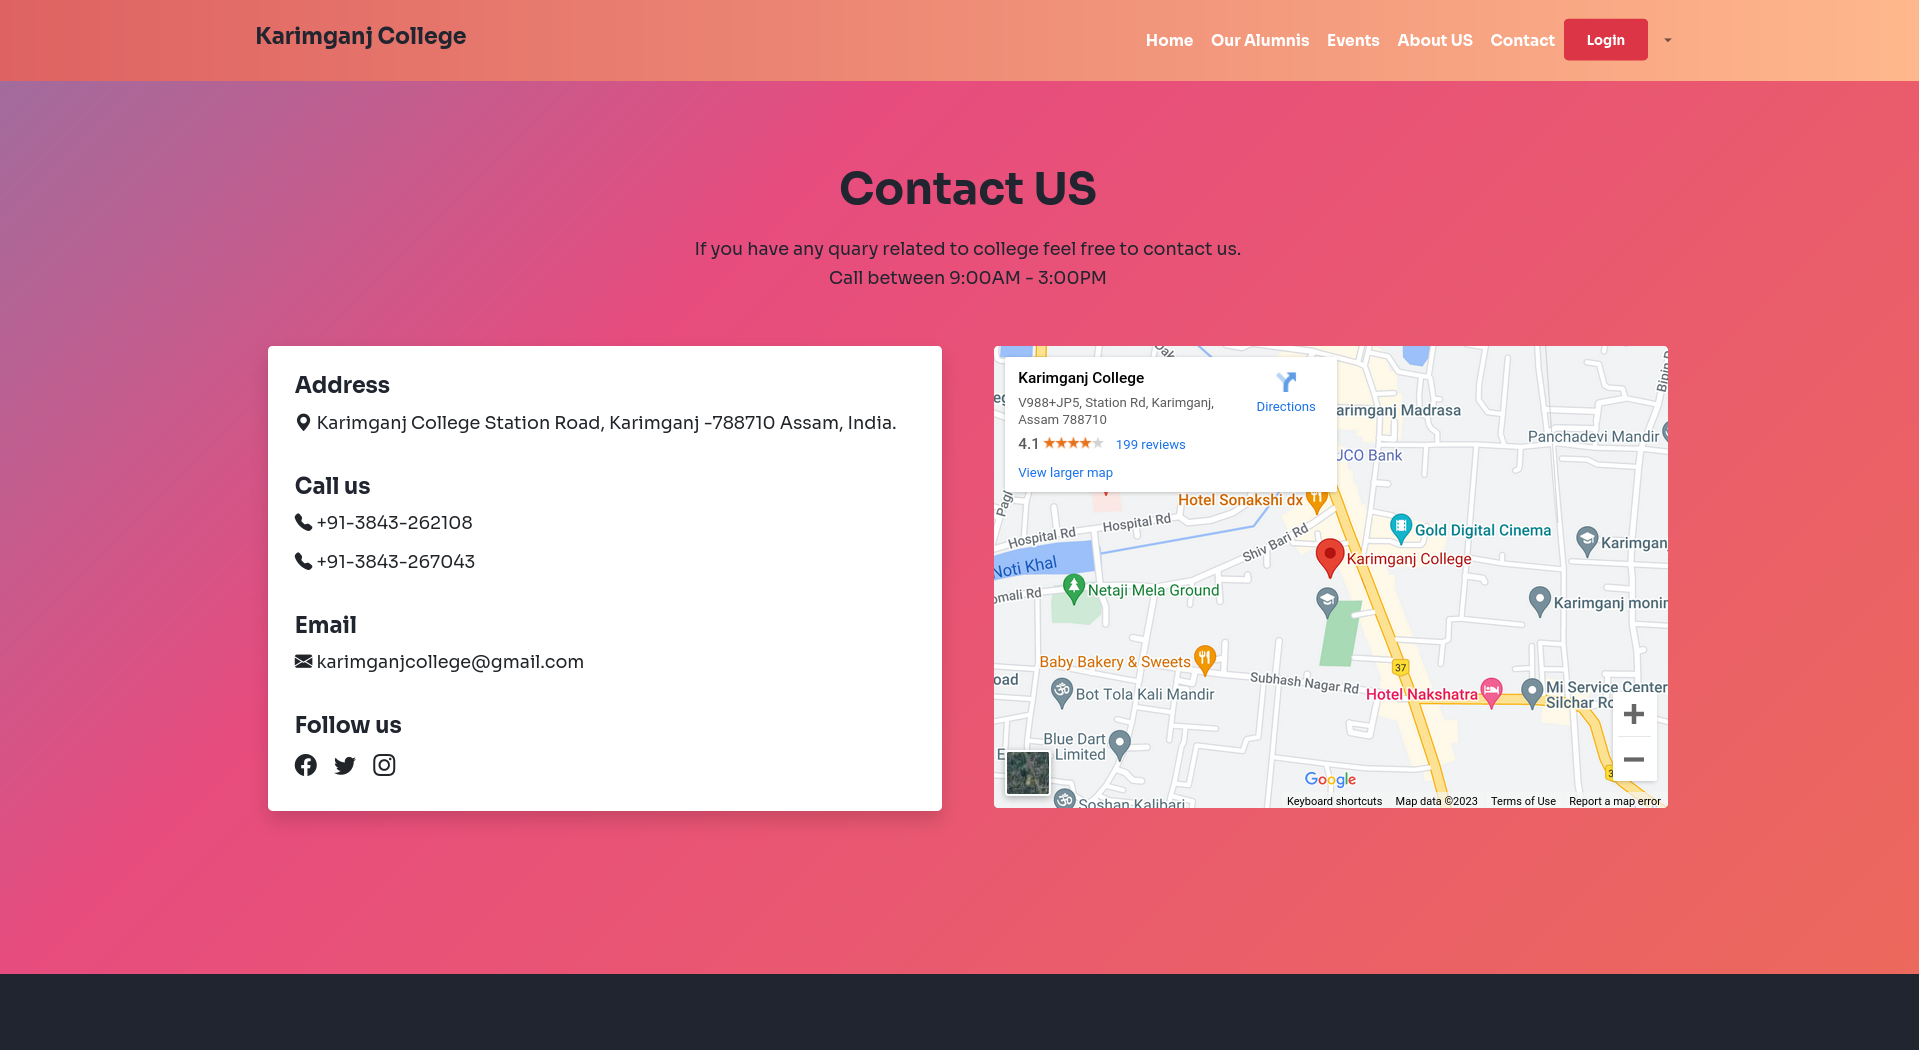 Karimganj College
Home Our Alumnis Events About US Contact Login
Contact US
If you have any quary related to college feel free to contact us.
Call between 9:00AM - 3:00PM
Address
Karimganj College Station Road, Karimganj -788710 Assam, India.
Call us
+91-3843-262108
+91-3843-267043
Email
karimganjcollege@gmail.com
Follow us
Karimganj College
V988+JP5, Station Rd, Karimganj,
Assam 788710
Directions
4.1 199 reviews
View larger map
arimganj Madrasa
Panchadevi Mandir
UCO Bank
Hotel Sonakshi dx
Hospital Rd
Hospital Rd
Shiv Bari Rd
Gold Digital Cinema
Karimgan
Karimganj College
Noti Khal
Netaji Mela Ground
omali Rd
Karimganj monin
Baby Bakery & Sweets
37
Subhash Nagar Rd
oad
Bot Tola Kali Mandir
Hotel Nakshatra
Mi Service Center
Silchar Ro
Blue Dart
Limited
Soshan Kalibari
Google
Keyboard shortcuts Map data ©2023 Terms of Use Report a map error